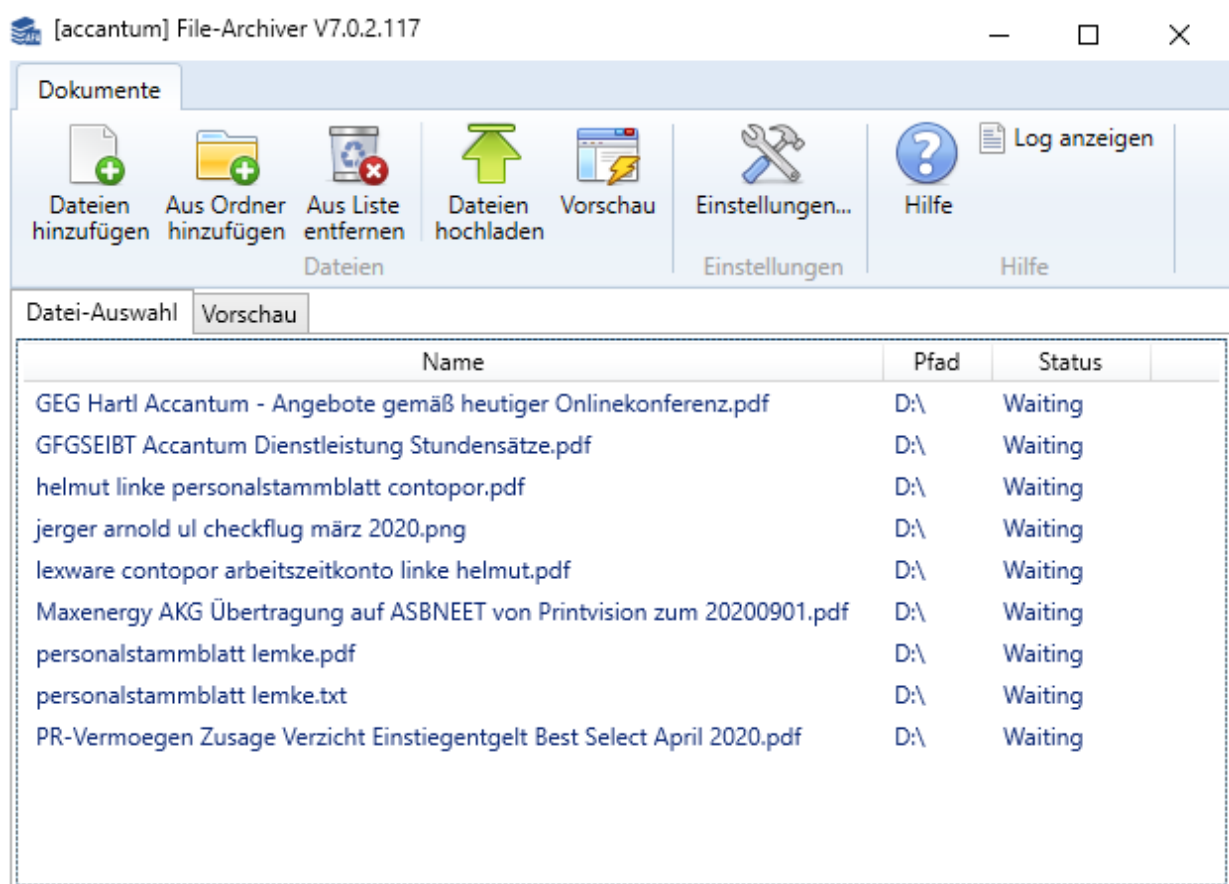 [accantum] File-Archiver V7.0.2.117
Dokumente
Dateien hinzufügen
Aus Ordner hinzufügen
Aus Liste entfernen
Dateien hochladen
Vorschau
Einstellungen...
Hilfe
Log anzeigen
Dateien
Einstellungen
Hilfe
Datei-Auswahl Vorschau
Name Pfad Status
GEG Hartl Accantum - Angebote gemäß heutiger Onlinekonferenz.pdf D:\ Waiting
GFGSEIBT Accantum Dienstleistung Stundensätze.pdf D:\ Waiting
helmut linke personalstammblatt contopor.pdf D:\ Waiting
jerger arnold ul checkflug märz 2020.png D:\ Waiting
lexware contopor arbeitszeitkonto linke helmut.pdf D:\ Waiting
Maxenergy AKG Übertragung auf ASBNEET von Printvision zum 20200901.pdf D:\ Waiting
personalstammblatt lemke.pdf D:\ Waiting
personalstammblatt lemke.txt D:\ Waiting
PR-Vermoegen Zusage Verzicht Einstiegentgelt Best Select April 2020.pdf D:\ Waiting